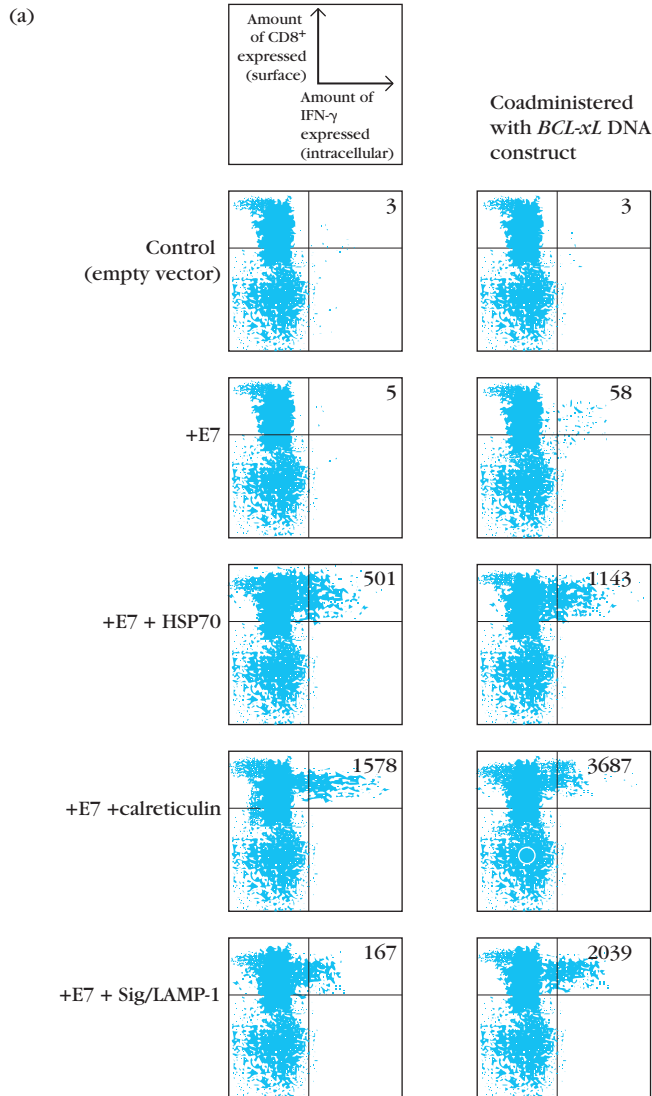 (a)
Amount
of CD8+
expressed
(surface)
Amount of
IFN-γ
expressed
(intracellular)
Coadministered
with BCL-xL DNA
construct
Control
(empty vector)
3
3
+E7
5
58
+E7 + HSP70
501
1143
+E7 +calreticulin
1578
3687
+E7 + Sig/LAMP-1
167
2039